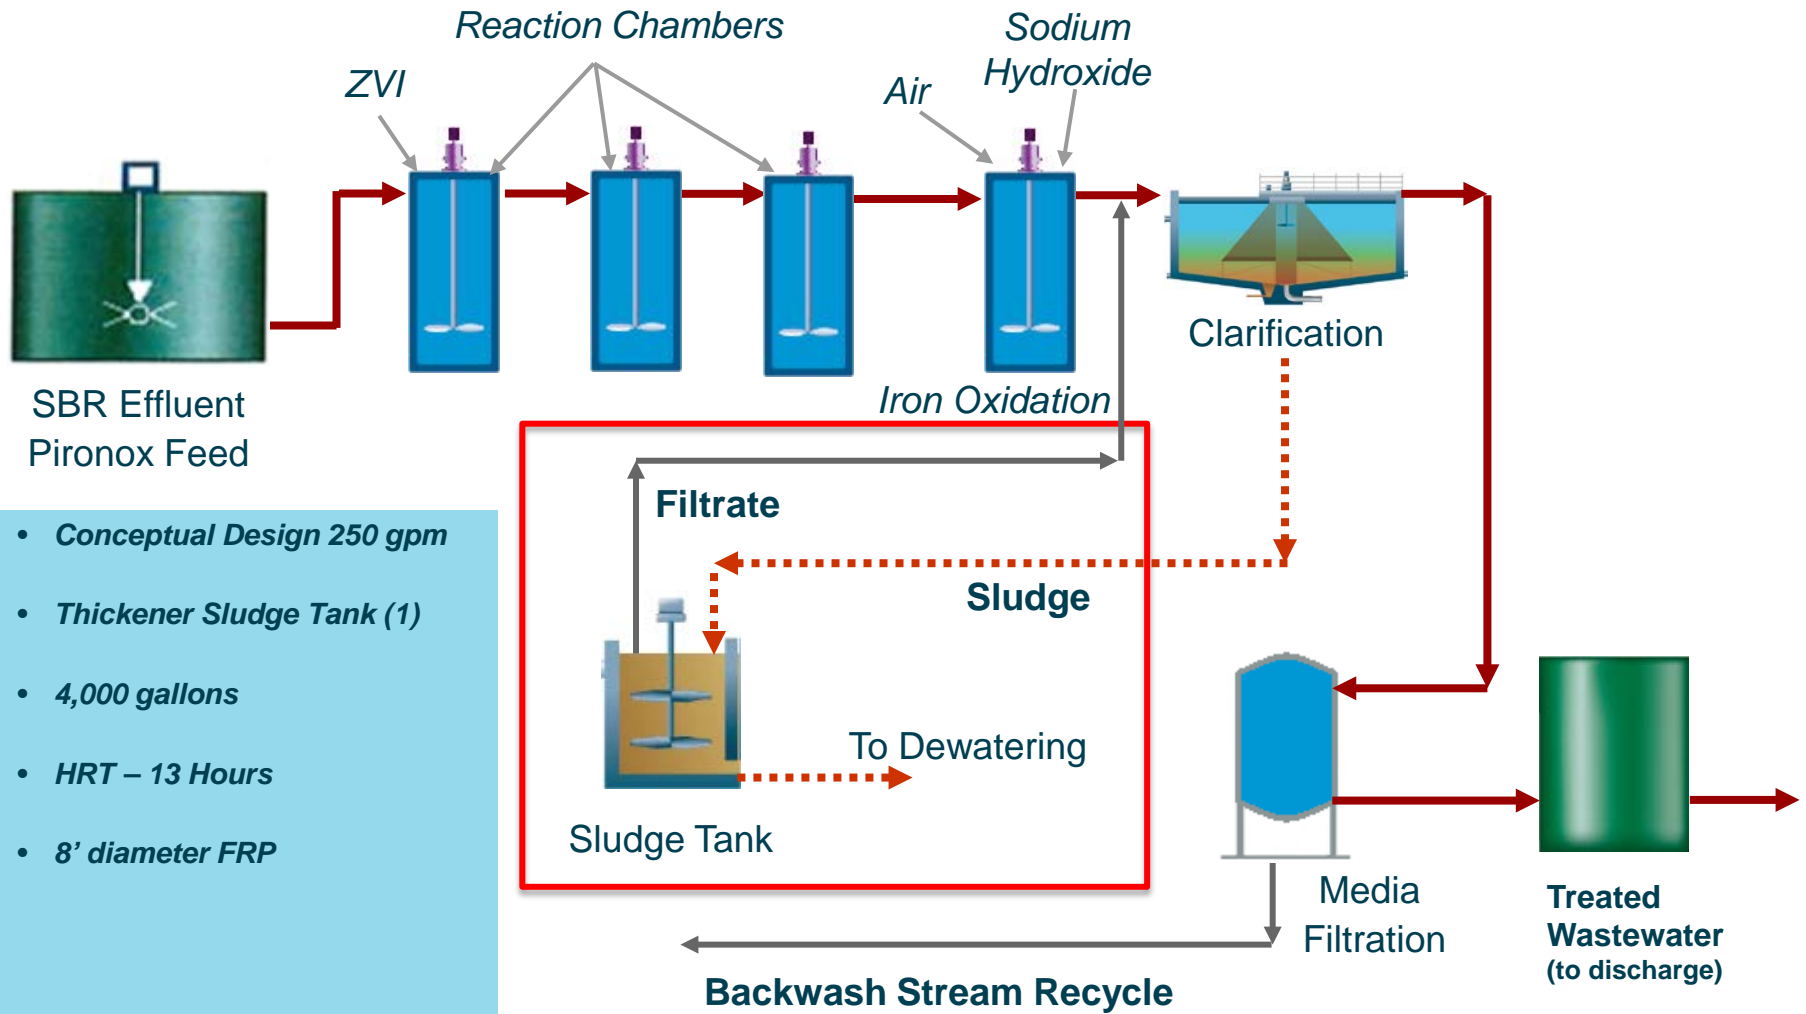 Reaction Chambers
Sodium
Hydroxide
ZVI
Air
SBR Effluent
Pironox Feed
Clarification
Iron Oxidation
Filtrate
Sludge
To Dewatering
Sludge Tank
• Conceptual Design 250 gpm
• Thickener Sludge Tank (1)
• 4,000 gallons
• HRT – 13 Hours
• 8’ diameter FRP
Media
Filtration
Treated
Wastewater
(to discharge)
Backwash Stream Recycle